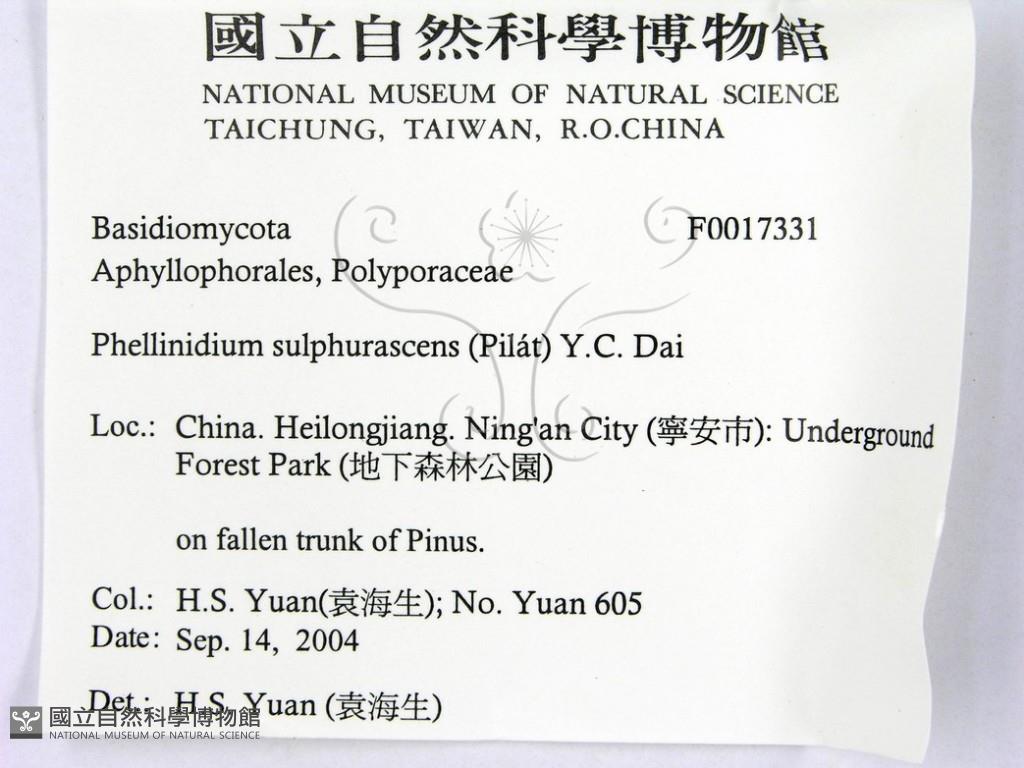 國立自然科學博物館
NATIONAL MUSEUM OF NATURAL SCIENCE
TAICHUNG, TAIWAN, R.O.CHINA
Basidiomycota F0017331
Aphyllophorales, Polyporaceae
Phellinidium sulphurascens (Pilát) Y.C. Dai
Loc.: China. Heilongjiang. Ning'an City (寧安市): Underground
Forest Park (地下森林公園)
on fallen trunk of Pinus.
Col.: H.S. Yuan(袁海生); No. Yuan 605
Date: Sep. 14, 2004
Det.: H.S. Yuan (袁海生)
國立自然科學博物館
NATIONAL MUSEUM OF NATURAL SCIENCE